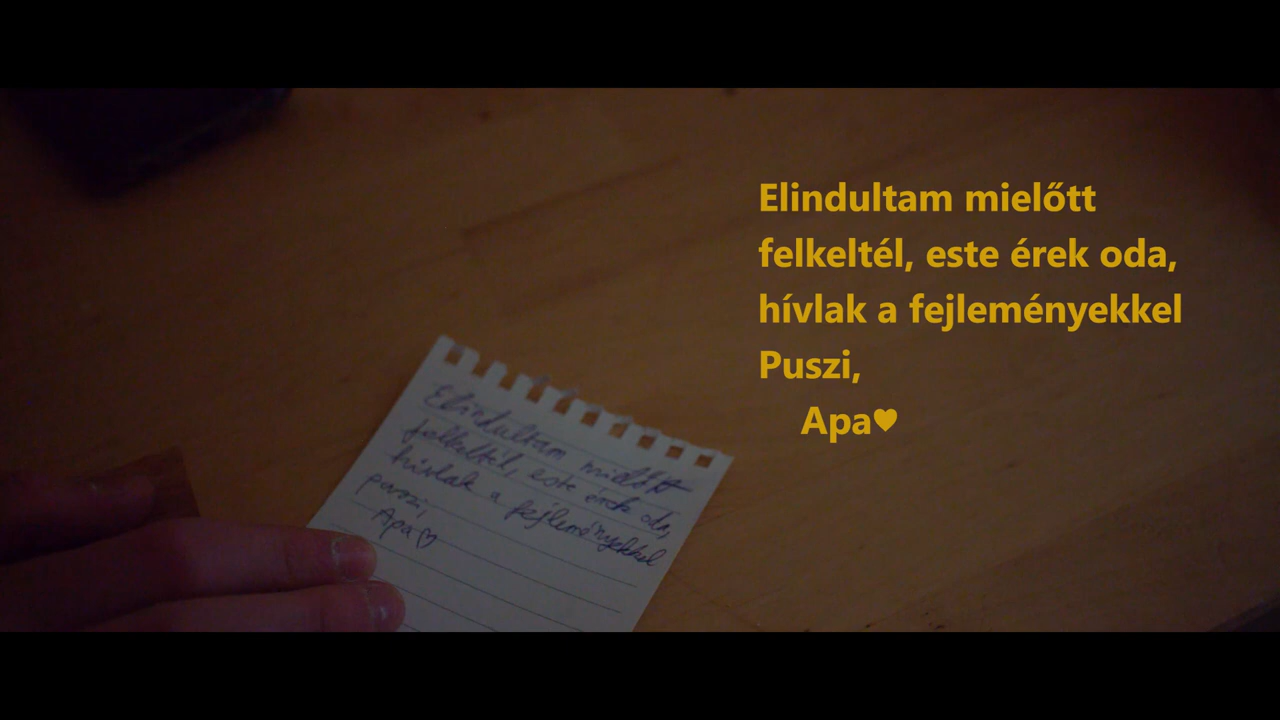 Elindultam mielőtt
felkeltél, este érek oda,
hívlak a fejleményekkel
Puszi,
Apa♥
Elindultam mielőtt
felkeltél, este érek oda,
hívlak a fejleményekkel
puszi,
Apa♡